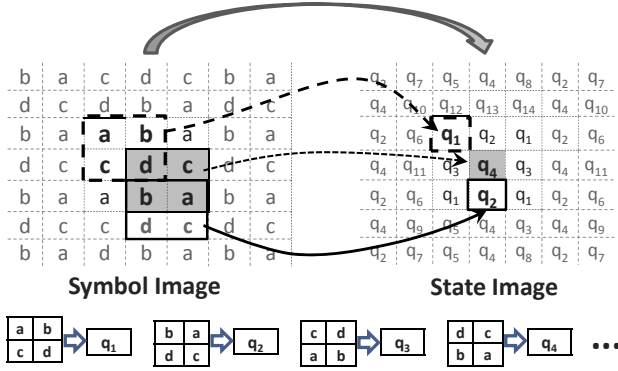 b a c d c b a q₂ q₇ q₅ q₄ q₈ q₂ q₇
d c d b a d c q₄ q₁₀ q₁₂ q₁₃ q₁₄ q₄ q₁₀
b a a b a b a q₂ q₆ q₁ q₂ q₁ q₂ q₆
d c c d c d c q₄ q₁₁ q₃ q₄ q₃ q₄ q₁₁
b a a b a b a q₂ q₆ q₁ q₂ q₁ q₂ q₆
d c c d c d c q₄ q₉ q₅ q₄ q₃ q₄ q₉
b a d b a b a q₂ q₇ q₅ q₄ q₈ q₂ q₇
Symbol Image State Image
a b b a c d d c
q₁ q₂ q₃ q₄ ...
c d d c a b b a